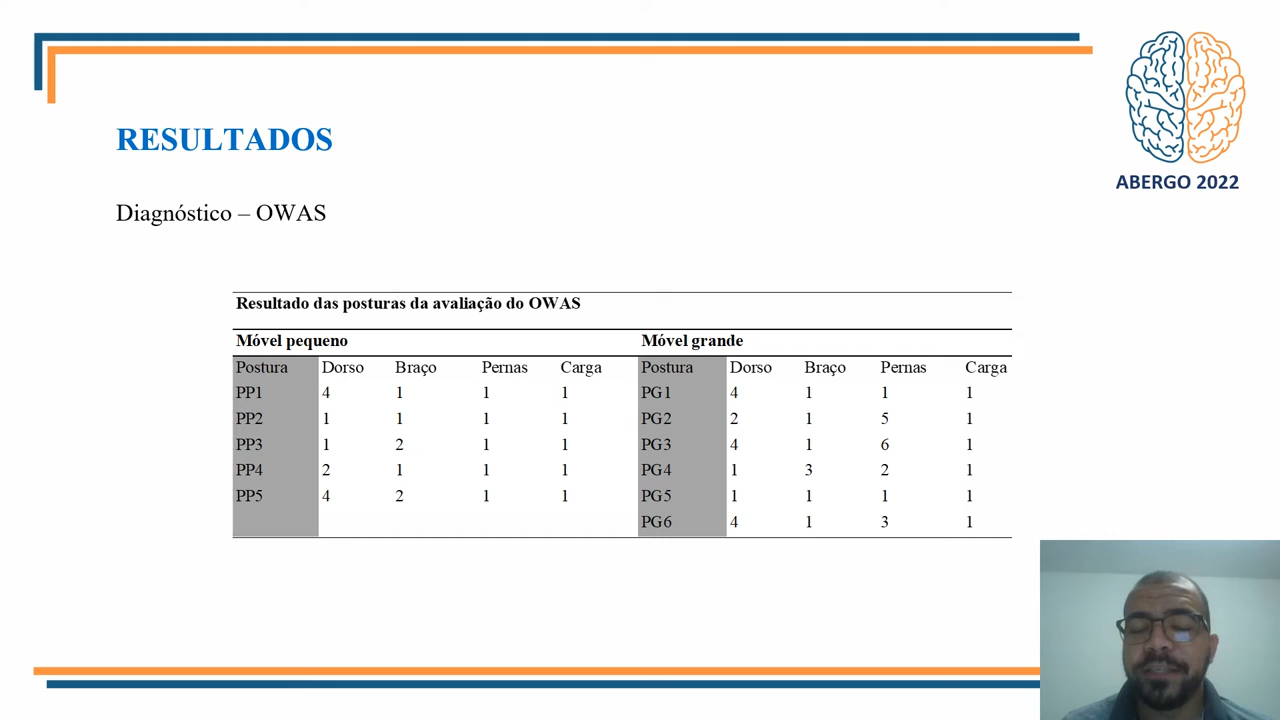 ABERGO 2022
RESULTADOS
Diagnóstico – OWAS
Resultado das posturas da avaliação do OWAS
Móvel pequeno Móvel grande
Postura Dorso Braço Pernas Carga Postura Dorso Braço Pernas Carga
PP1 4 1 1 1 PG1 4 1 1 1
PP2 1 1 1 1 PG2 2 1 5 1
PP3 1 2 1 1 PG3 4 1 6 1
PP4 2 1 1 1 PG4 1 3 2 1
PP5 4 2 1 1 PG5 1 1 1 1
PG6 4 1 3 1